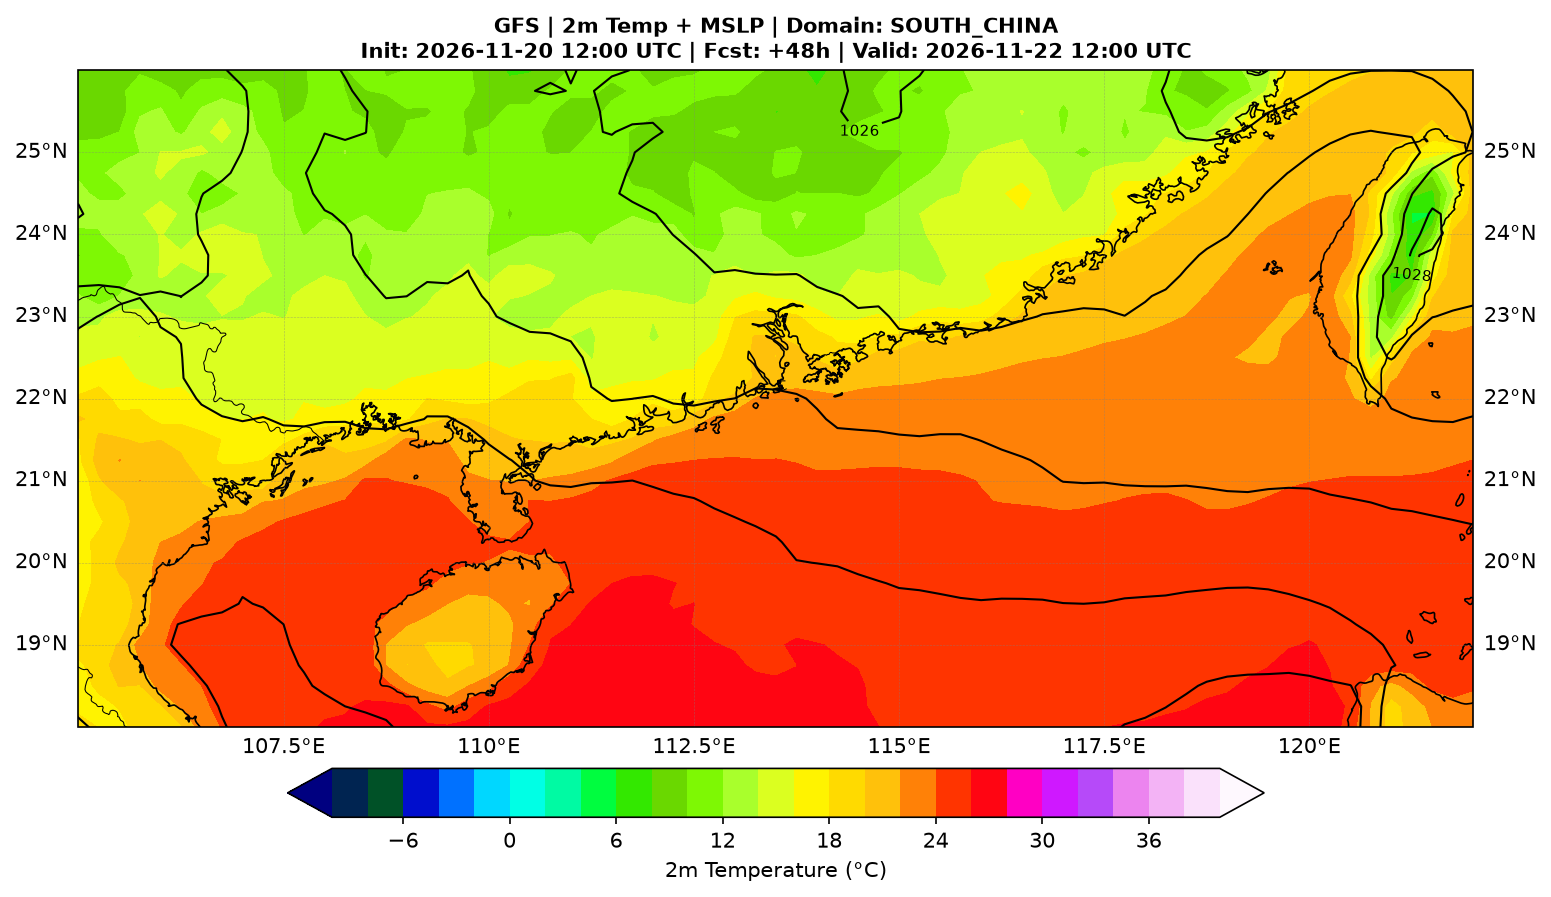 GFS | 2m Temp + MSLP | Domain: SOUTH_CHINA
Init: 2026-11-20 12:00 UTC | Fcst: +48h | Valid: 2026-11-22 12:00 UTC
1026
25°N 25°N
24°N 24°N
1028
23°N 23°N
22°N 22°N
21°N 21°N
20°N 20°N
19°N 19°N
107.5°E 110°E 112.5°E 115°E 117.5°E 120°E
−6 0 6 12 18 24 30 36
2m Temperature (°C)